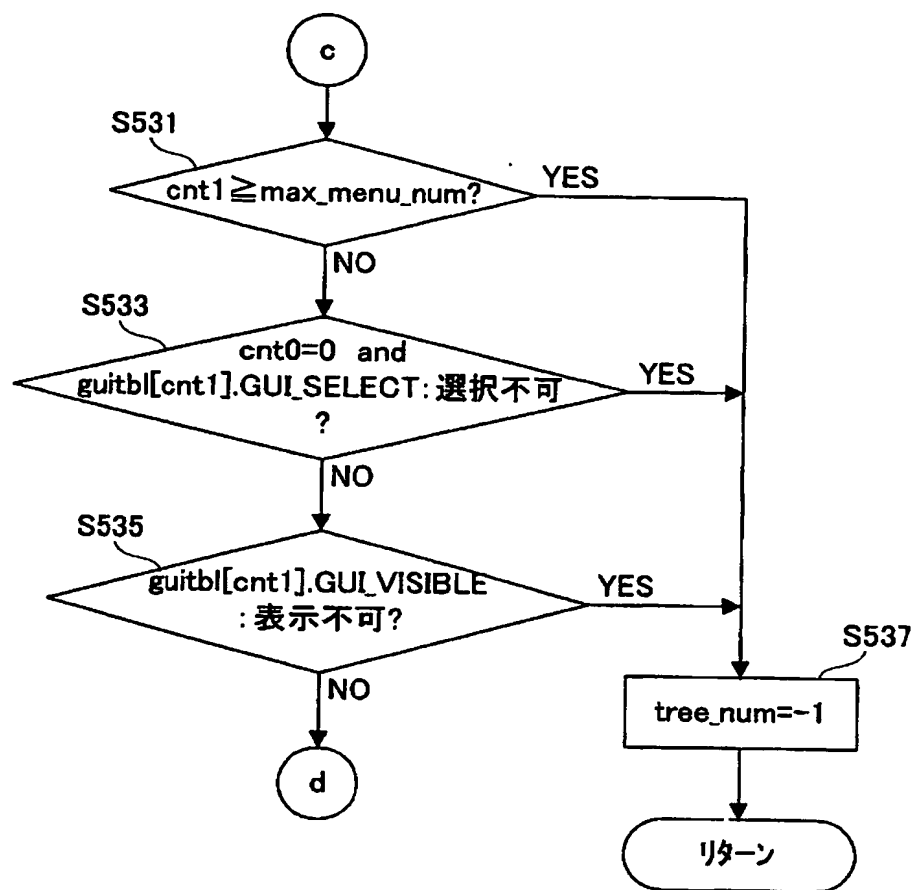 c
S531
cnt1≧max_menu_num?
YES
NO
S533
cnt0=0 and
guitbl[cnt1].GUI_SELECT:選択不可
?
YES
NO
S535
guitbl[cnt1].GUI_VISIBLE
:表示不可?
YES
NO
S537
tree_num=-1
d
リターン